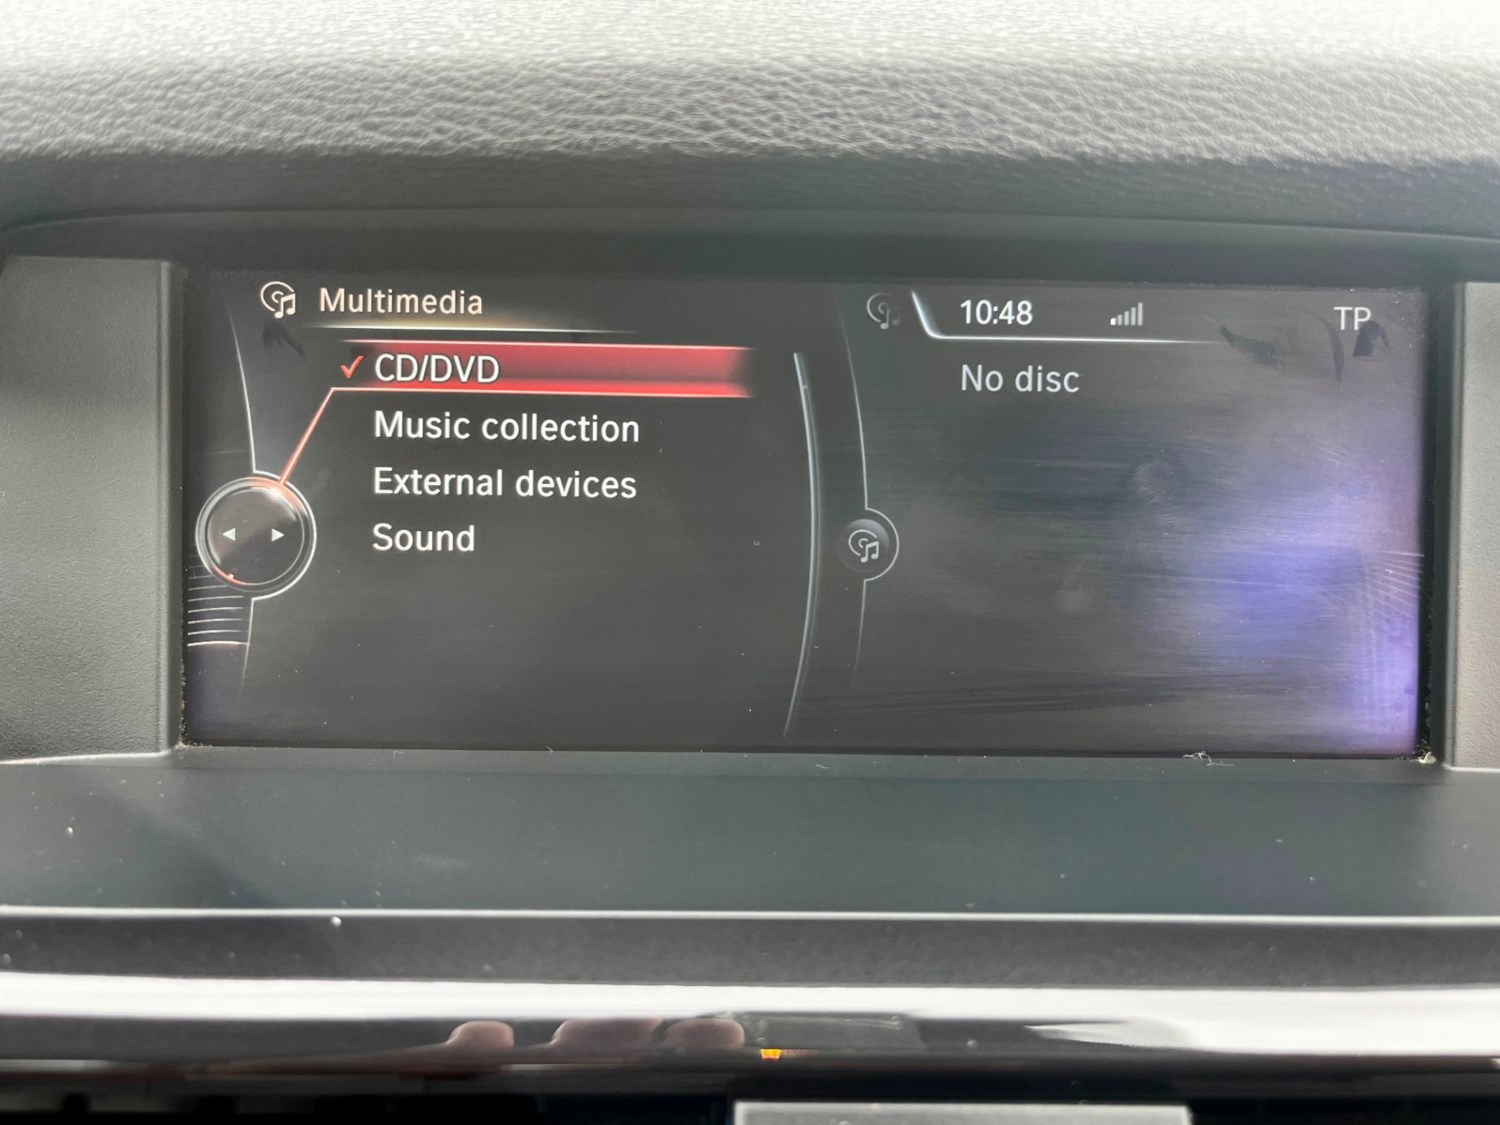 Multimedia
CD/DVD
Music collection
External devices
Sound
10:48
TP
No disc